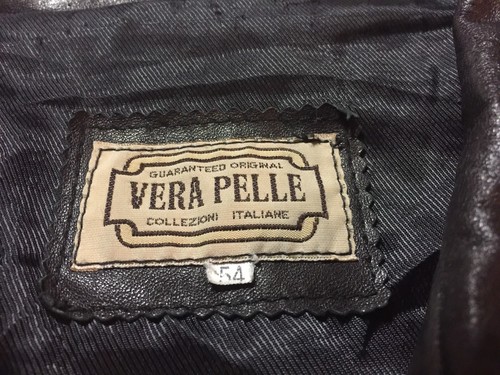 GUARANTEED ORIGINAL
VERA PELLE
COLLEZIONI ITALIANE
54